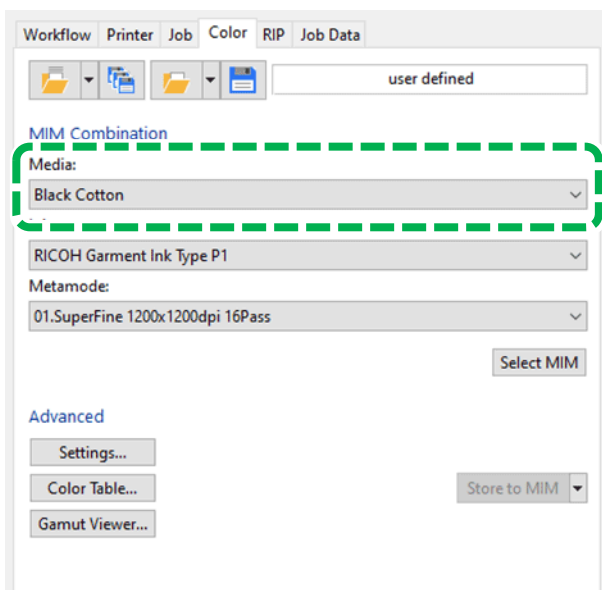 Workflow Printer Job Color RIP Job Data
user defined
MIM Combination
Media:
Black Cotton
RICOH Garment Ink Type P1
Metamode:
01.SuperFine 1200x1200dpi 16Pass
Select MIM
Advanced
Settings...
Color Table...
Store to MIM
Gamut Viewer...